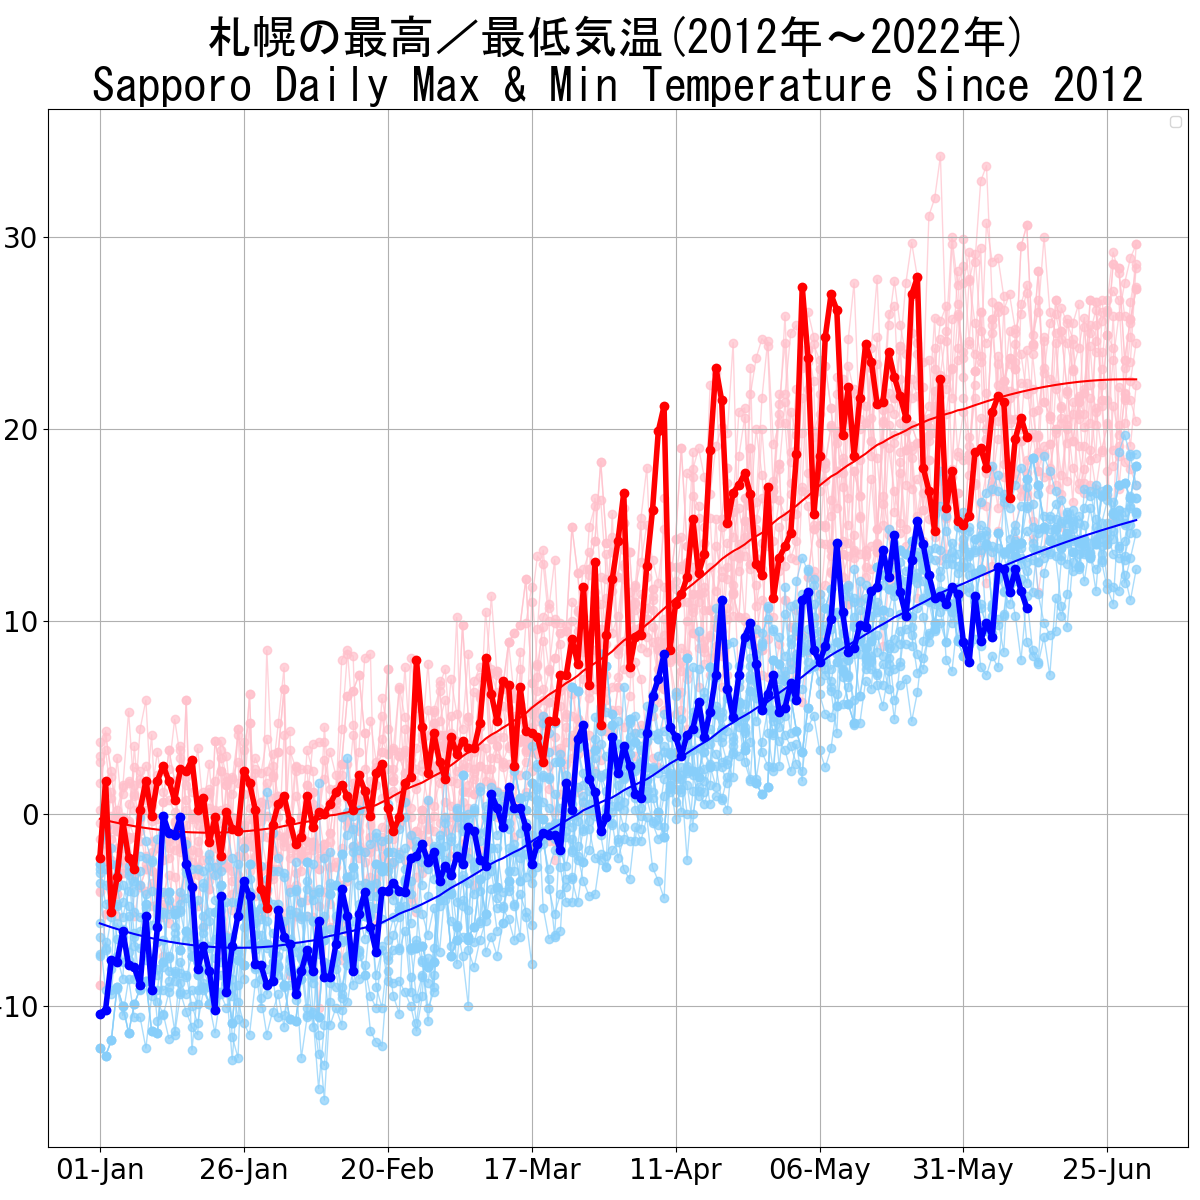 札幌の最高／最低気温(2012年～2022年)
Sapporo Daily Max & Min Temperature Since 2012
30
20
10
0
-10
01-Jan 26-Jan 20-Feb 17-Mar 11-Apr 06-May 31-May 25-Jun